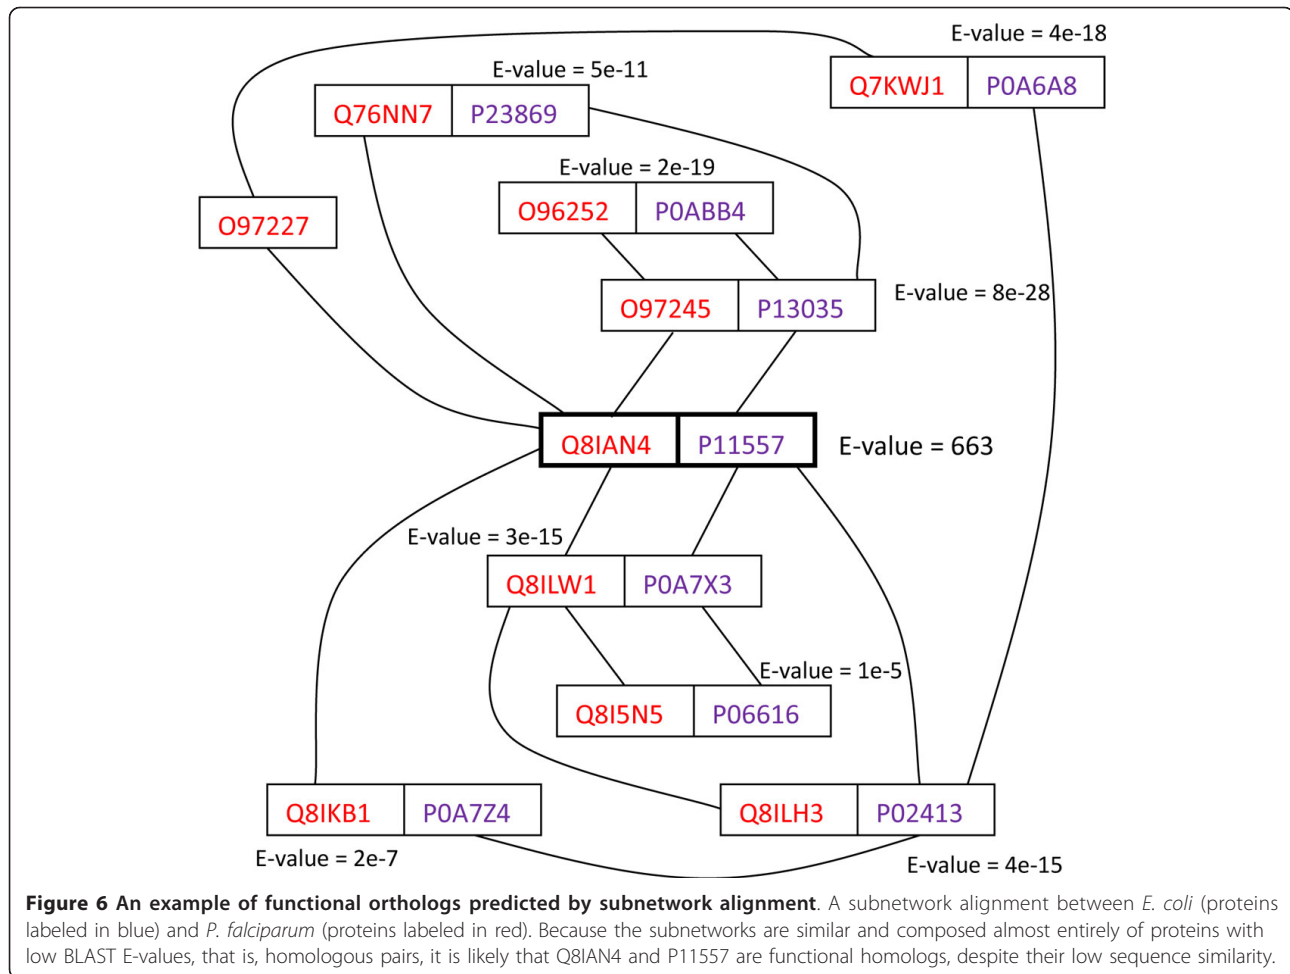 E-value = 4e-18
Q7KWJ1 P0A6A8
E-value = 5e-11
Q76NN7 P23869
E-value = 2e-19
O96252 P0ABB4
O97227
O97245 P13035
E-value = 8e-28
Q8IAN4 P11557
E-value = 663
E-value = 3e-15
Q8ILW1 P0A7X3
E-value = 1e-5
Q8I5N5 P06616
Q8IKB1 P0A7Z4
Q8ILH3 P02413
E-value = 2e-7
E-value = 4e-15
Figure 6 An example of functional orthologs predicted by subnetwork alignment. A subnetwork alignment between E. coli (proteins
labeled in blue) and P. falciparum (proteins labeled in red). Because the subnetworks are similar and composed almost entirely of proteins with
low BLAST E-values, that is, homologous pairs, it is likely that Q8IAN4 and P11557 are functional homologs, despite their low sequence similarity.